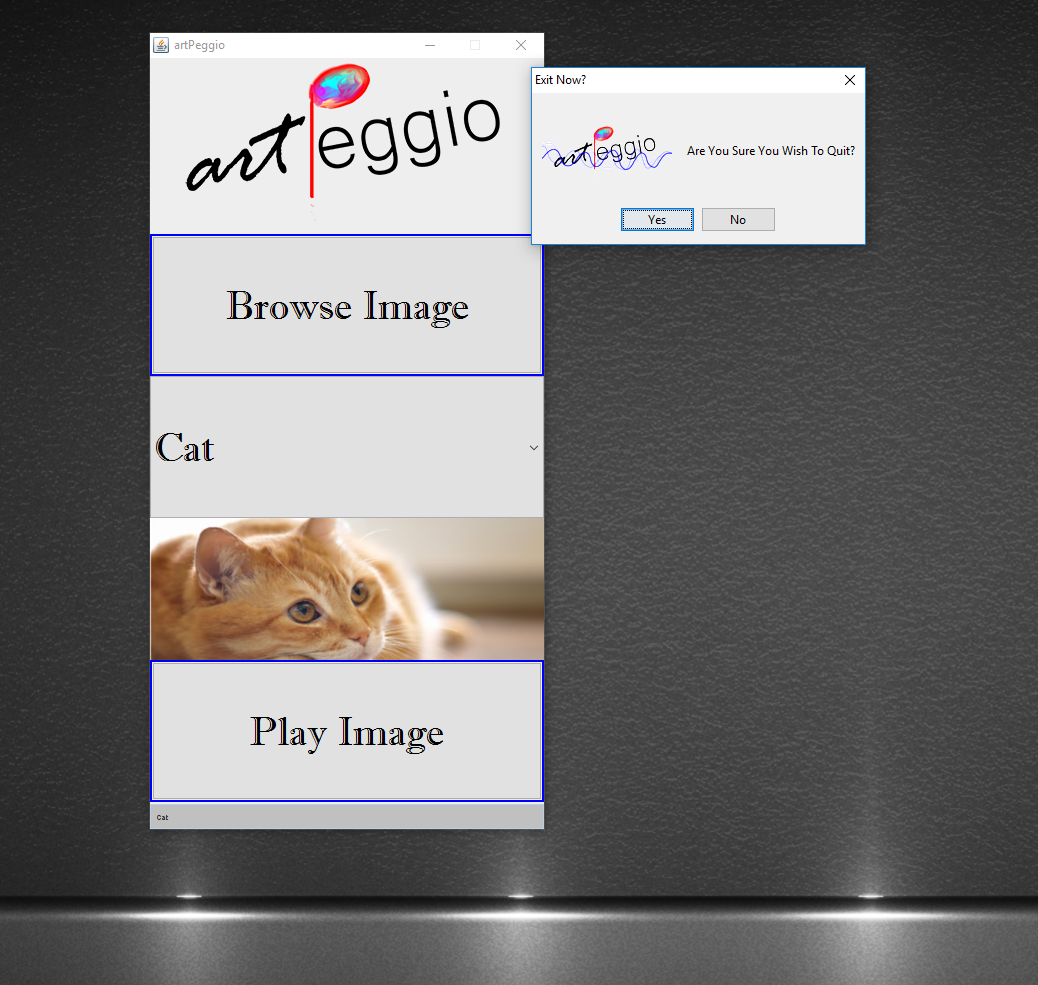 artPeggio
artPeggio
Browse Image
Cat
Play Image
Cat
Exit Now?
artPeggio
Are You Sure You Wish To Quit?
Yes
No